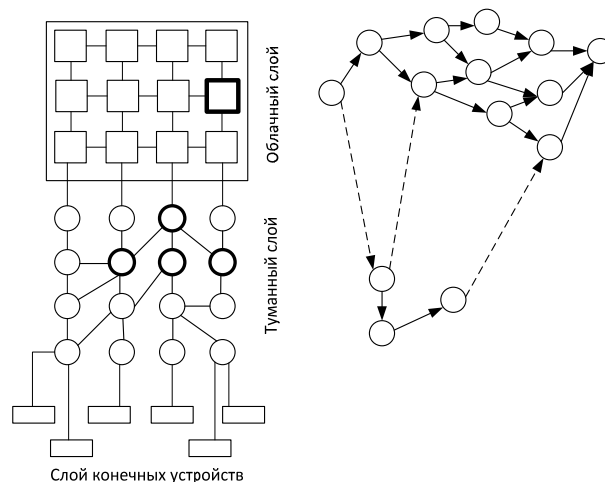 Облачный слой
Туманный слой
Слой конечных устройств